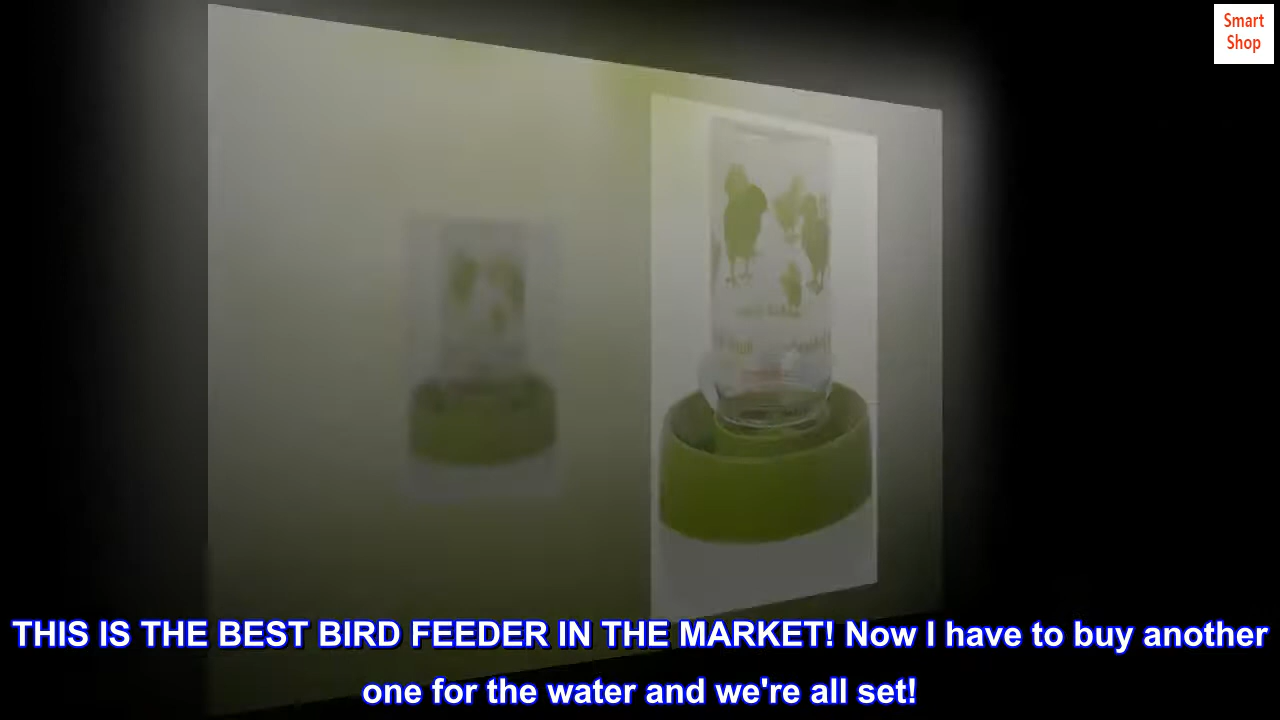 Smart
Shop
THIS IS THE BEST BIRD FEEDER IN THE MARKET! Now I have to buy another
one for the water and we're all set!